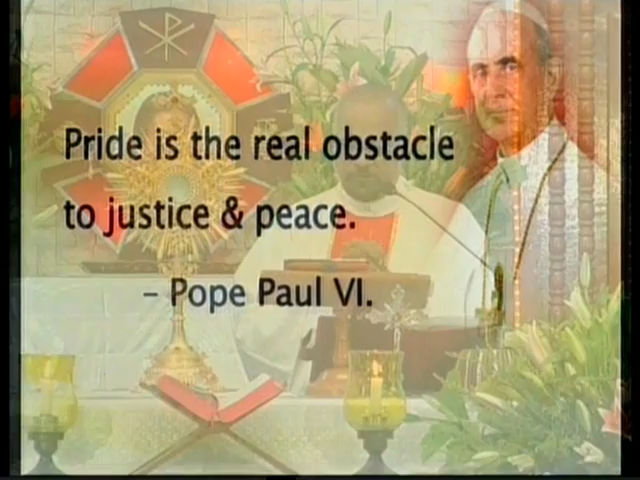 Pride is the real obstacle
to justice & peace.
– Pope Paul VI.